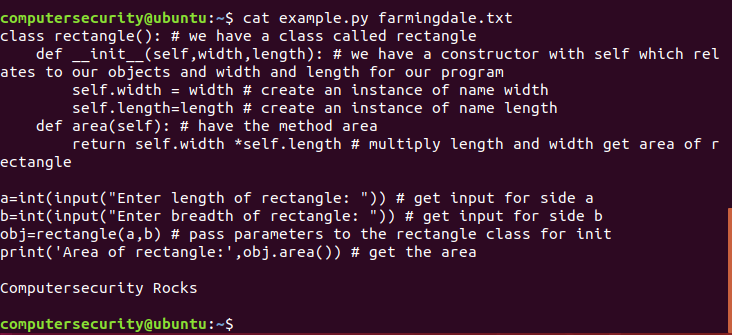 computersecurity@ubuntu:~$ cat example.py farmingdale.txt
class rectangle(): # we have a class called rectangle
    def __init__(self,width,length): # we have a constructor with self which rel
ates to our objects and width and length for our program
        self.width = width # create an instance of name width
        self.length=length # create an instance of name length
    def area(self): # have the method area
        return self.width *self.length # multiply length and width get area of r
ectangle

a=int(input("Enter length of rectangle: ")) # get input for side a
b=int(input("Enter breadth of rectangle: ")) # get input for side b
obj=rectangle(a,b) # pass parameters to the rectangle class for init
print('Area of rectangle:',obj.area()) # get the area

Computersecurity Rocks

computersecurity@ubuntu:~$